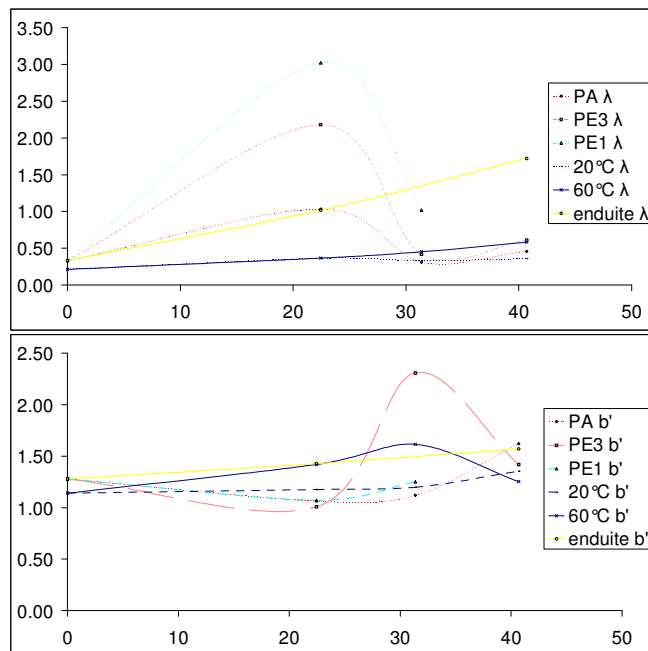 3.50
3.00
2.50
2.00
1.50
1.00
0.50
0.00
0 10 20 30 40 50
PA λ
PE3 λ
PE1 λ
20°C λ
60°C λ
enduite λ
2.50
2.00
1.50
1.00
0.50
0.00
0 10 20 30 40 50
PA b'
PE3 b'
PE1 b'
20°C b'
60°C b'
enduite b'